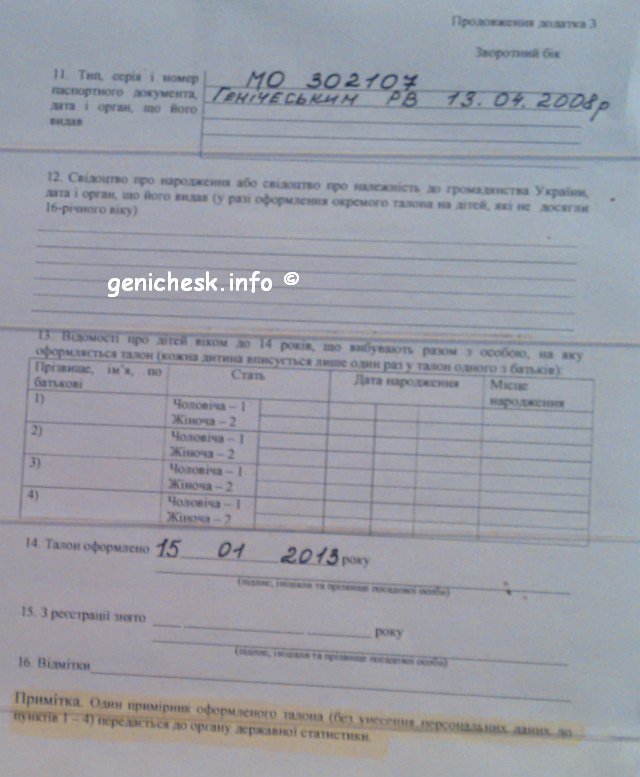 Продовження додатка 3
Зворотний бік
11. Тип, серія і номер
паспортного документа,
дата і орган, що його
видав
МО 302107
Генічеським РВ 13.04.2008р
12. Свідоцтво про народження або свідоцтво про належність до громадянства України,
дата і орган, що його видав (у разі оформлення окремого талона на дітей, які не досягли
16-річного віку)
genichesk.info ©
13. Відомості про дітей віком до 14 років, що вибувають разом з особою, на яку
оформляється талон (кожна дитина вписується лише один раз у талон одного з батьків):
Прізвище, ім'я, по
батькові
Стать
Дата народження
Місце
народження
1)
Чоловіча – 1
Жіноча – 2
2)
Чоловіча – 1
Жіноча – 2
3)
Чоловіча – 1
Жіноча – 2
4)
Чоловіча – 1
Жіноча – 2
14. Талон оформлено 15 01 2013 року
(підпис, ініціали та прізвище посадової особи)
15. З реєстрації знято року
(підпис, ініціали та прізвище посадової особи)
16. Відмітки
Примітка. Один примірник оформленого талона (без унесення персональних даних до
пунктів 1 – 4) передається до органу державної статистики.